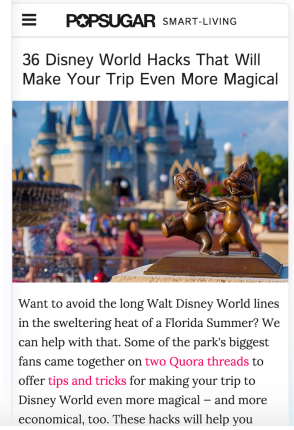 POPSUGAR SMART-LIVING
36 Disney World Hacks That Will
Make Your Trip Even More Magical
Want to avoid the long Walt Disney World lines
in the sweltering heat of a Florida Summer? We
can help with that. Some of the park's biggest
fans came together on two Quora threads to
offer tips and tricks for making your trip to
Disney World even more magical — and more
economical, too. These hacks will help you